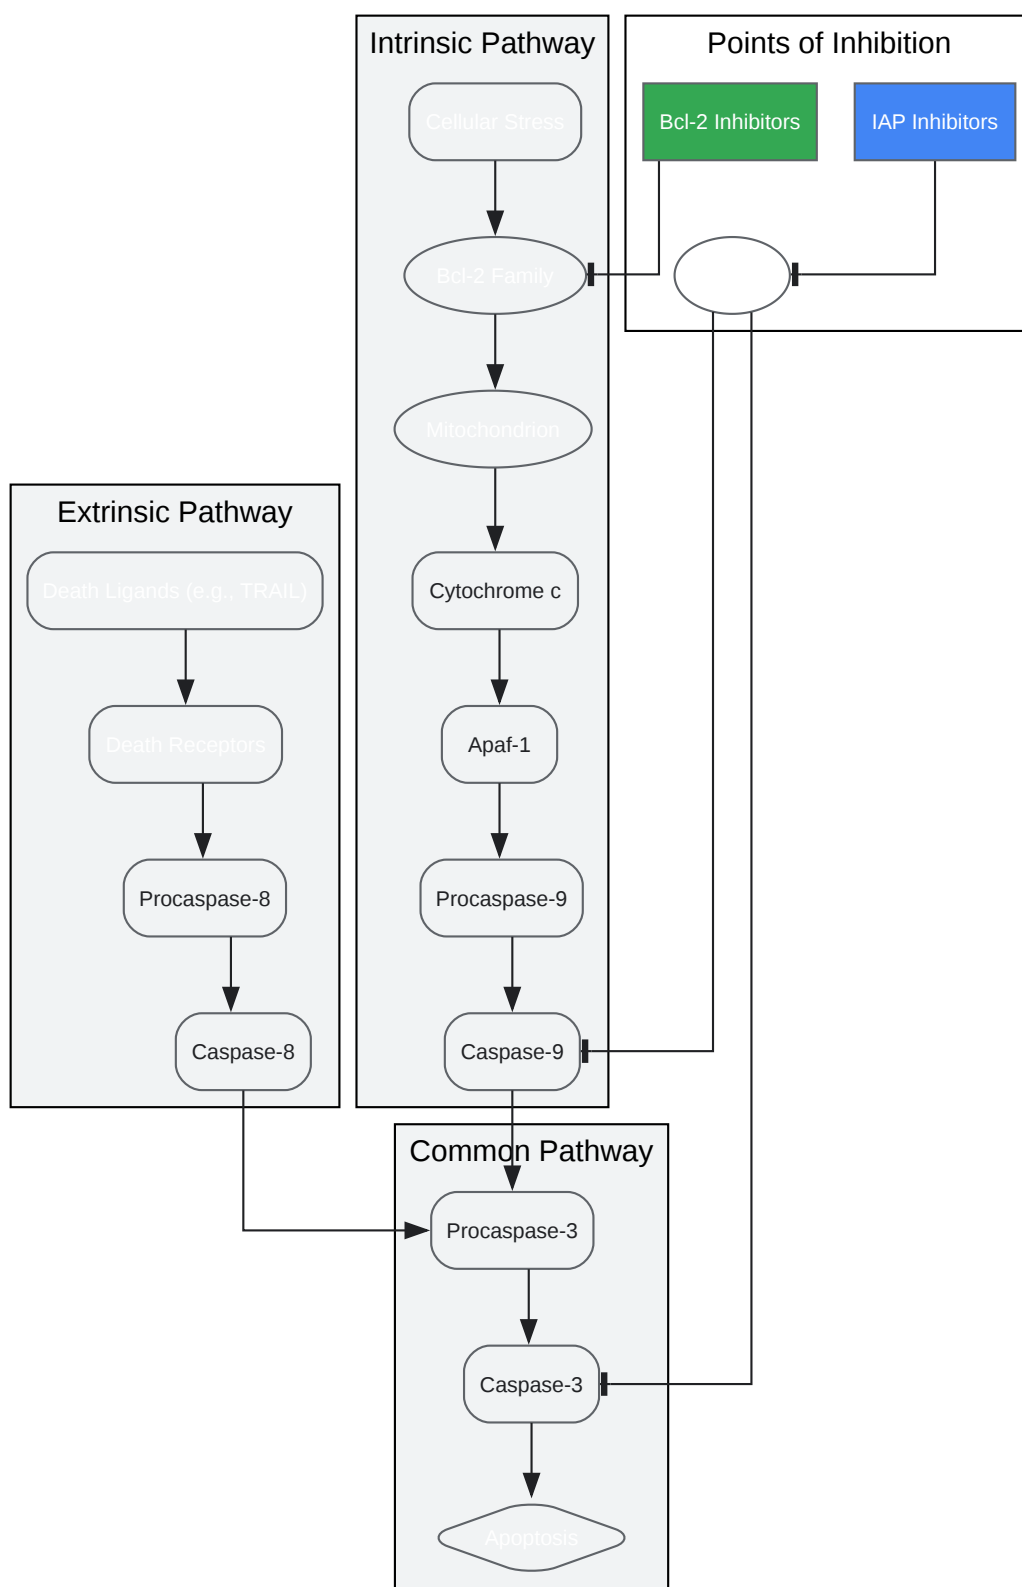 Intrinsic Pathway
Cellular Stress
Bcl-2 Family
Mitochondrion
Cytochrome c
Apaf-1
Procaspase-9
Caspase-9
Points of Inhibition
Bcl-2 Inhibitors
IAP Inhibitors
Extrinsic Pathway
Death Ligands (e.g., TRAIL)
Death Receptors
Procaspase-8
Caspase-8
Common Pathway
Procaspase-3
Caspase-3
Apoptosis